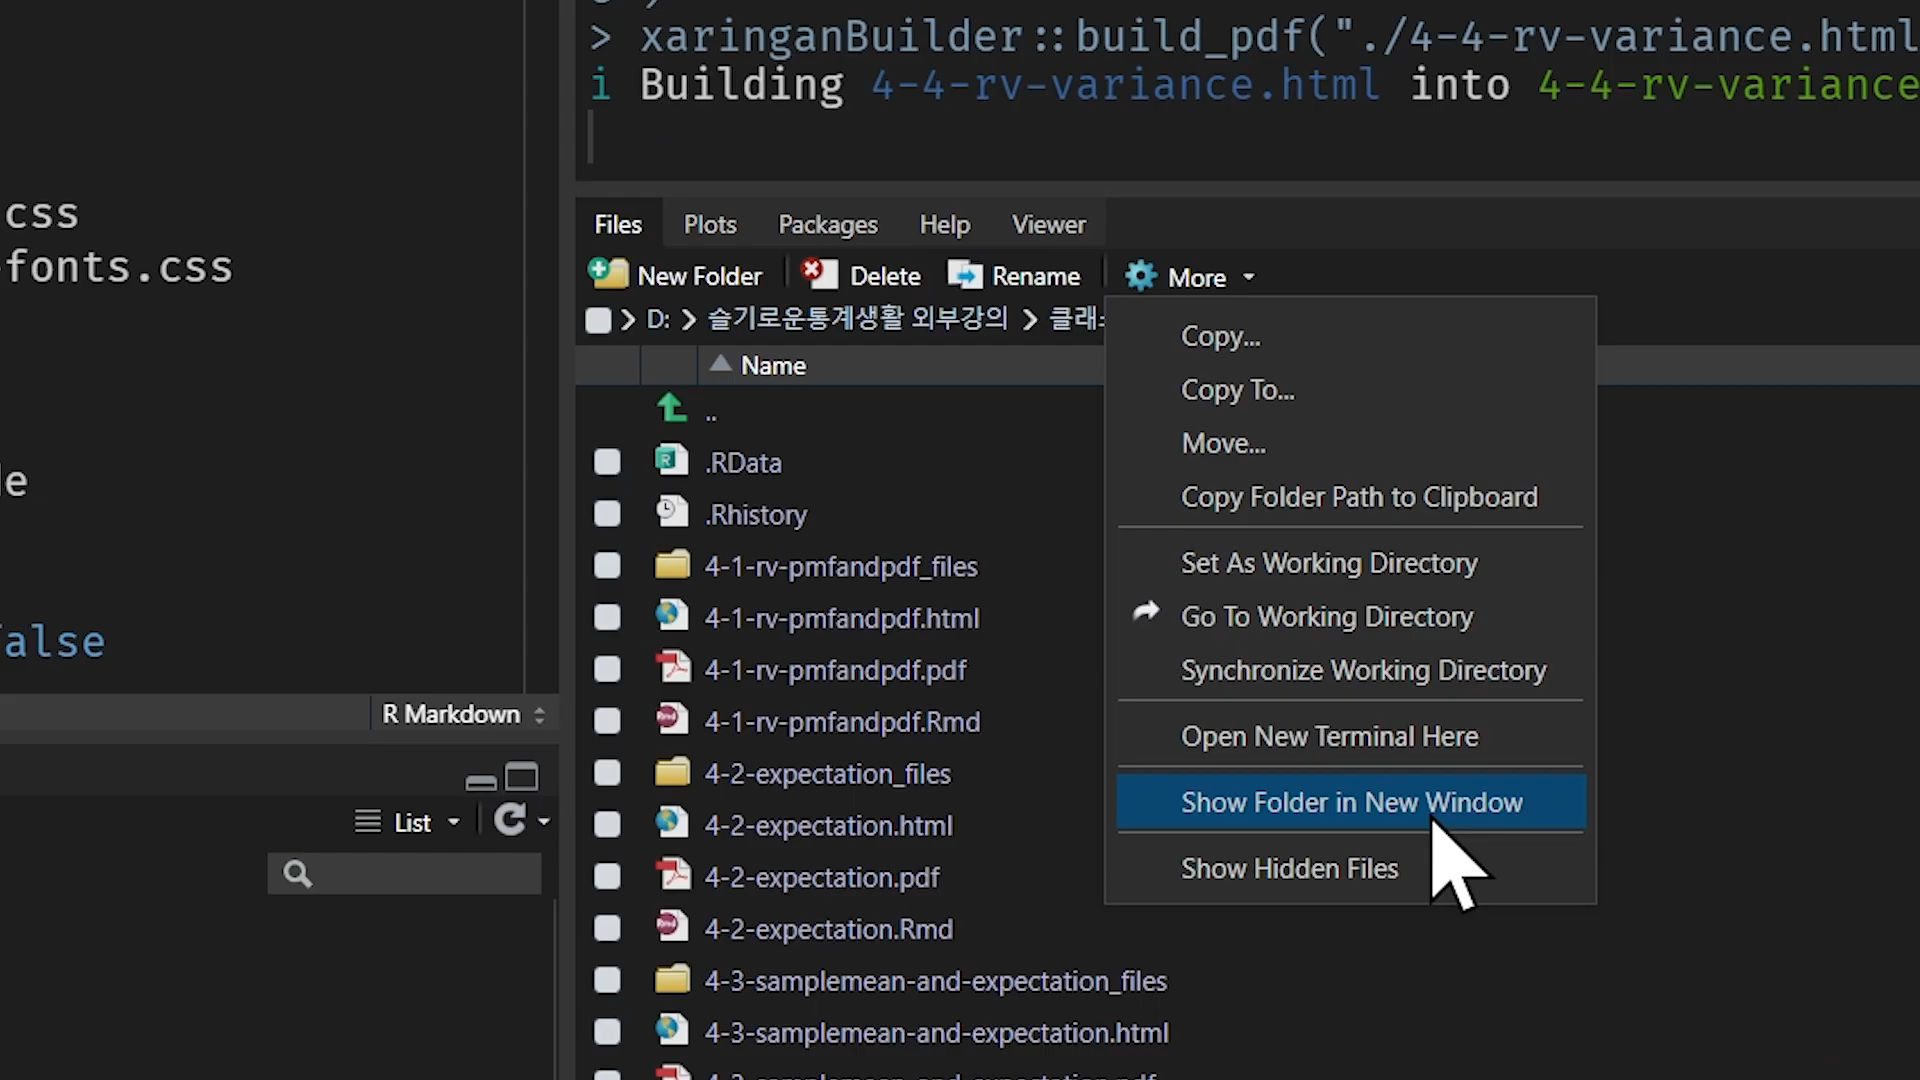 > xaringanBuilder::build_pdf("./4-4-rv-variance.html
i Building 4-4-rv-variance.html into 4-4-rv-variance
css
fonts.css
e
alse
R Markdown
List
Files Plots Packages Help Viewer
New Folder Delete Rename More
D: 슬기로운통계생활 외부강의
Name
..
.RData
.Rhistory
4-1-rv-pmfandpdf_files
4-1-rv-pmfandpdf.html
4-1-rv-pmfandpdf.pdf
4-1-rv-pmfandpdf.Rmd
4-2-expectation_files
4-2-expectation.html
4-2-expectation.pdf
4-2-expectation.Rmd
4-3-samplemean-and-expectation_files
4-3-samplemean-and-expectation.html
Copy...
Copy To...
Move...
Copy Folder Path to Clipboard
Set As Working Directory
Go To Working Directory
Synchronize Working Directory
Open New Terminal Here
Show Folder in New Window
Show Hidden Files